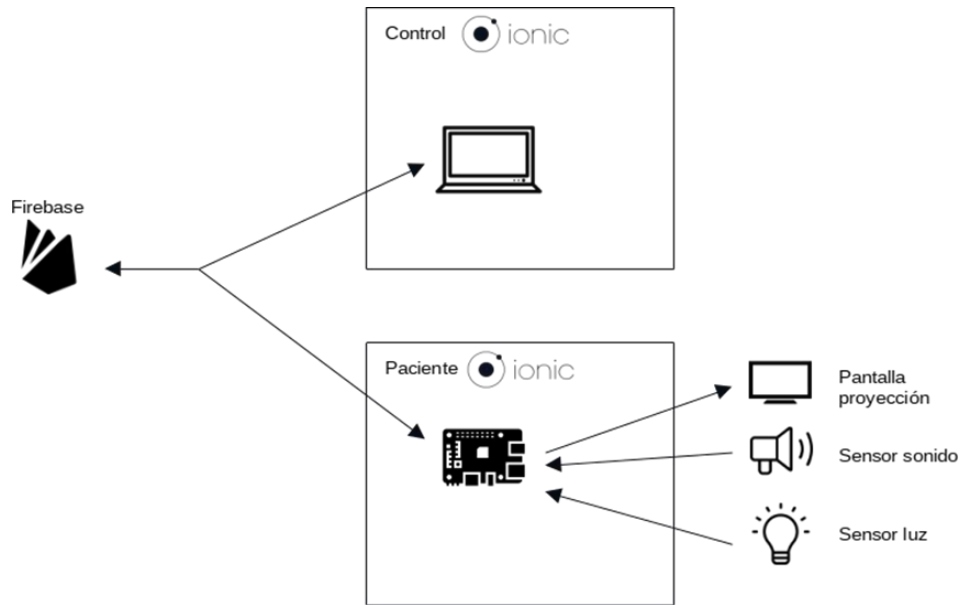 Control ionic
Firebase
Paciente ionic
Pantalla
proyección
Sensor sonido
Sensor luz